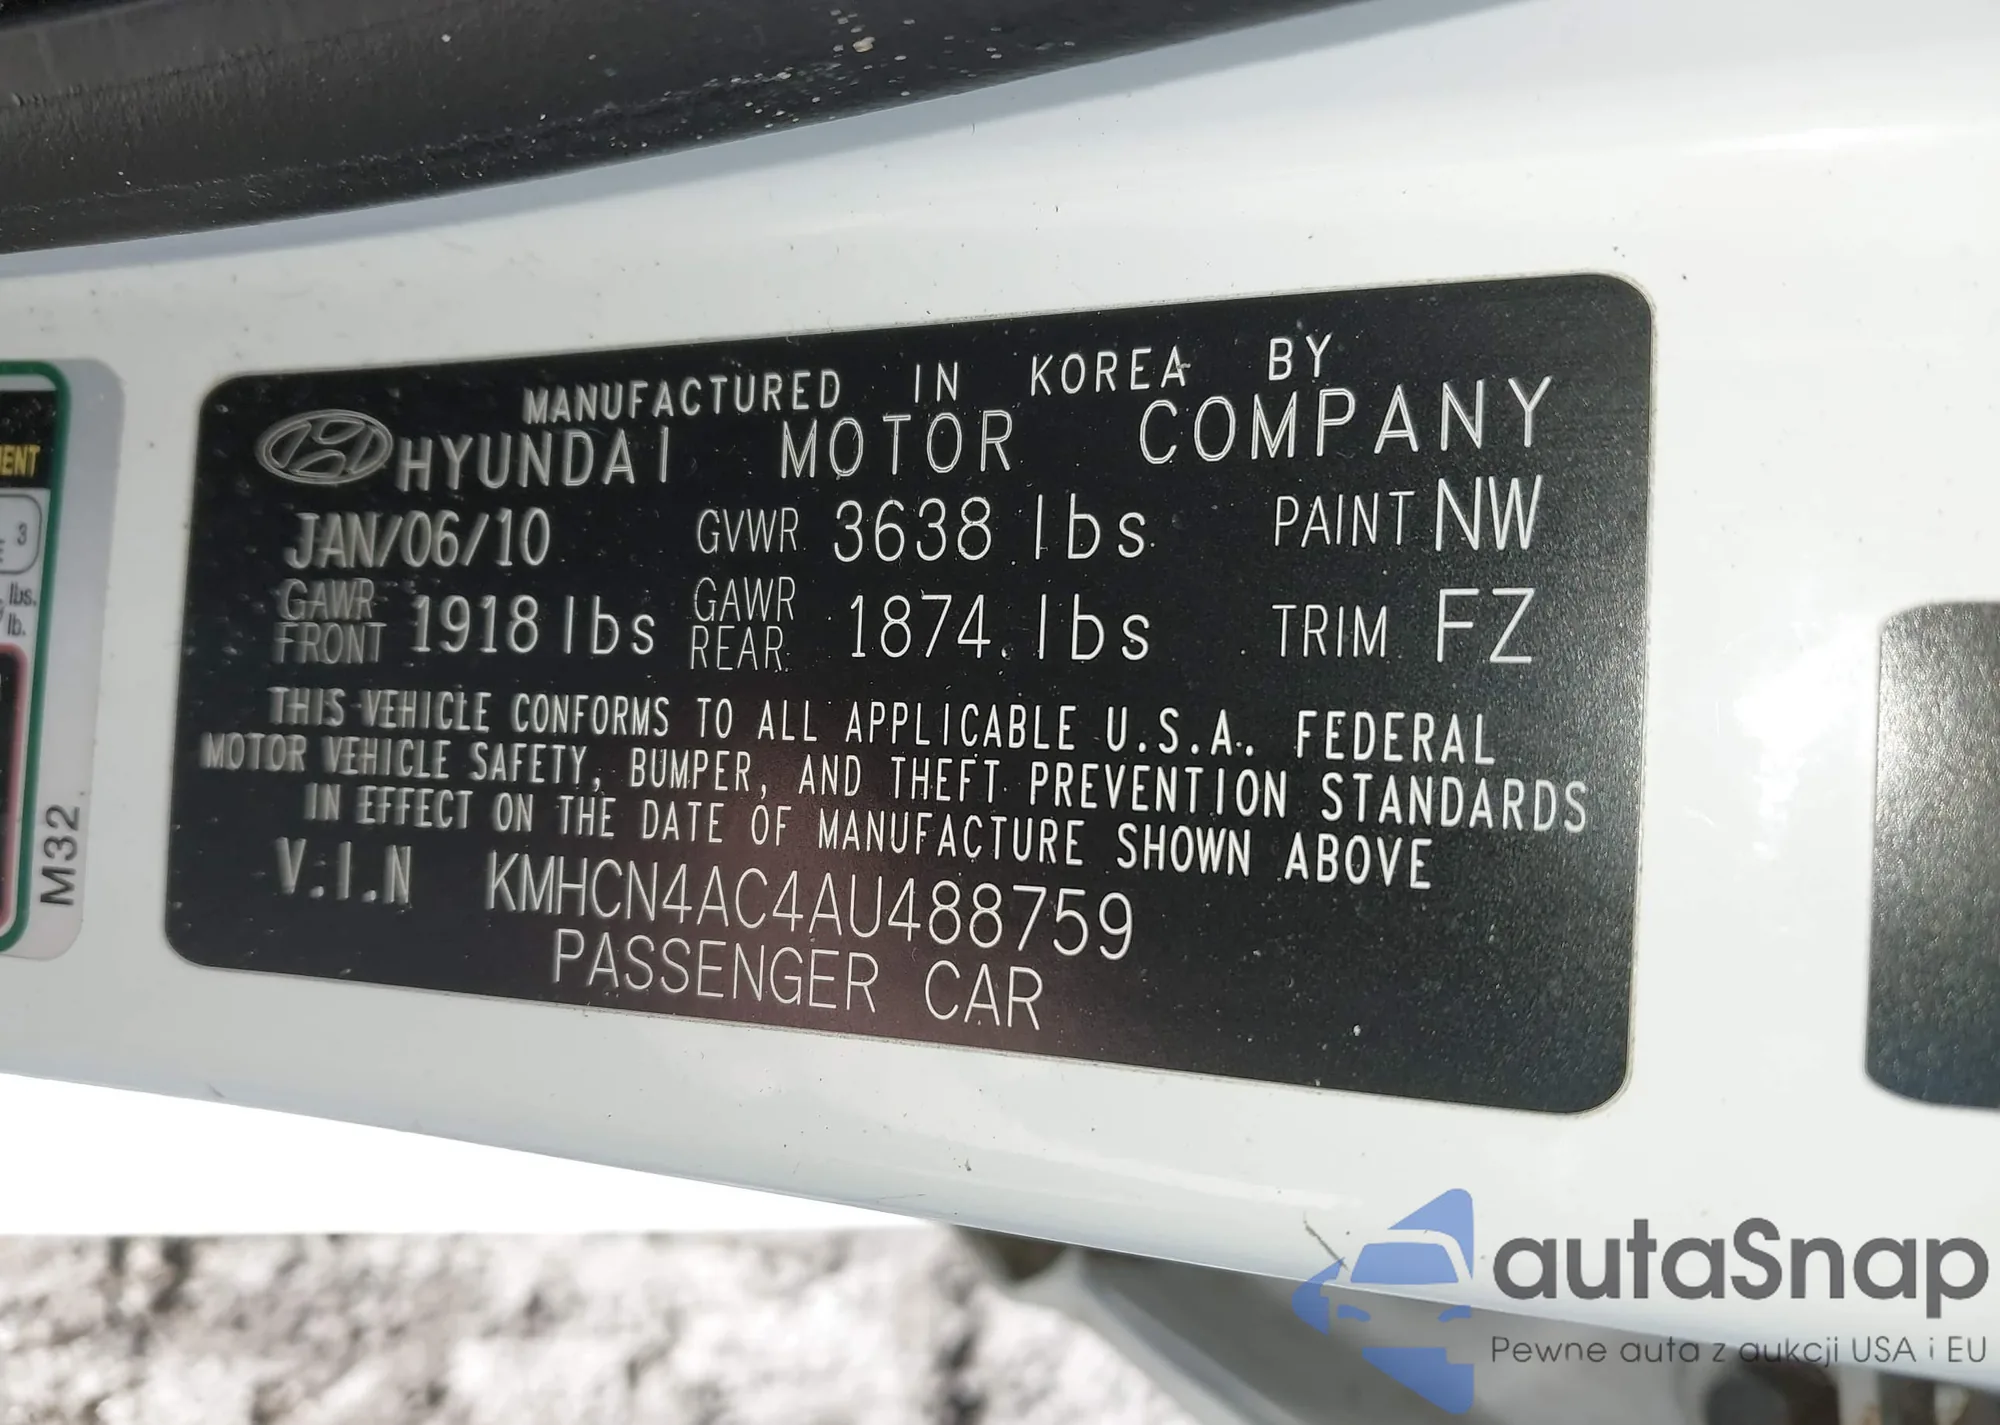 MANUFACTURED IN KOREA BY
HYUNDAI MOTOR COMPANY
JAN/06/10 GVWR 3638 lbs PAINT NW
GAWR FRONT 1918 lbs GAWR REAR 1874 lbs TRIM FZ
THIS VEHICLE CONFORMS TO ALL APPLICABLE U.S.A. FEDERAL
MOTOR VEHICLE SAFETY, BUMPER, AND THEFT PREVENTION STANDARDS
IN EFFECT ON THE DATE OF MANUFACTURE SHOWN ABOVE
V.I.N KMHCN4AC4AU488759
PASSENGER CAR
3
lbs.
lb.
M32
autaSnap
Pewne auta z aukcji USA i EU